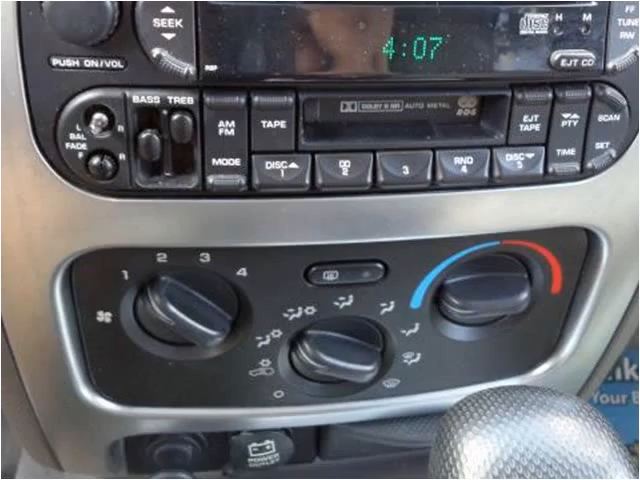 SEEK
PUSH ON/VOL
4:07
H M
FF
TUNE
RW
EJT CD
BASS TREB
L R
BAL
FADE
F R
AM
FM
MODE
TAPE
DOLBY B NR AUTO METAL
EJT
TAPE
PTY
TIME
SCAN
SET
DISC
1
2
3
RND
4
DISC
5
1 2 3 4
POWER
OUTLET
Your B